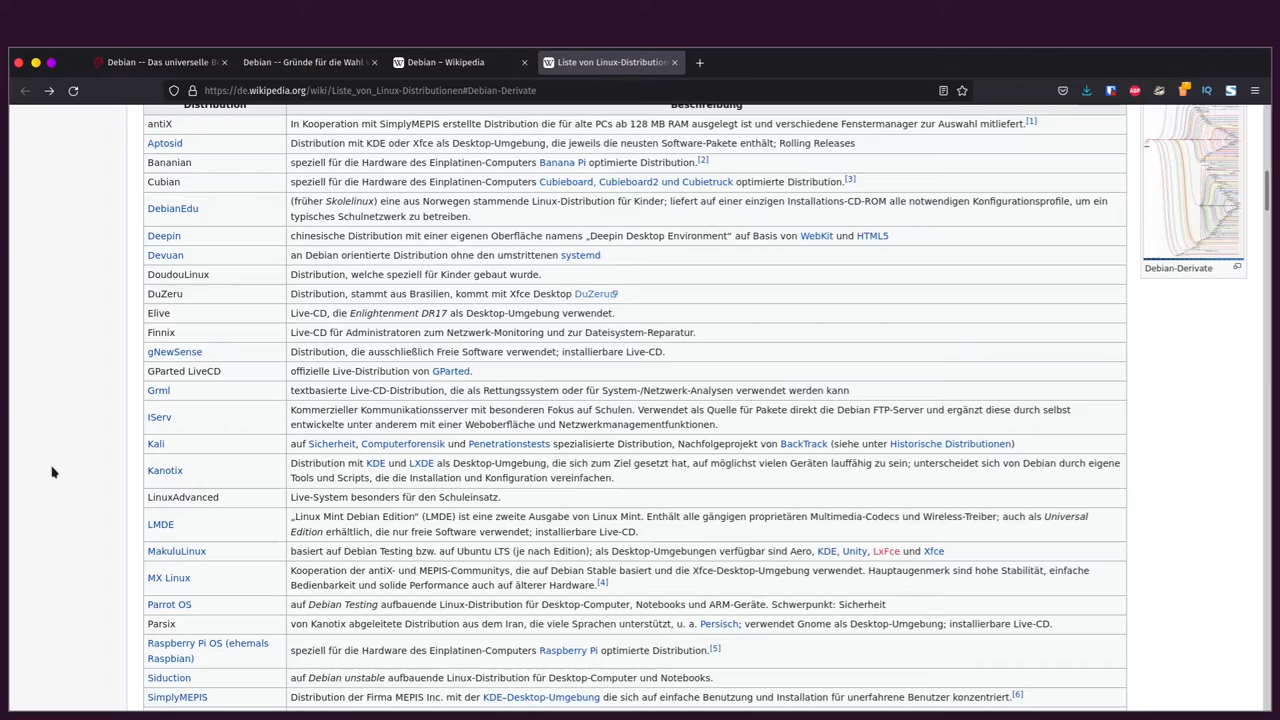 Debian -- Das universelle Be
Debian -- Gründe für die Wahl v
Debian – Wikipedia
Liste von Linux-Distribution
https://de.wikipedia.org/wiki/Liste_von_Linux-Distributionen#Debian-Derivate
Distribution Beschreibung
antiX In Kooperation mit SimplyMEPIS erstellte Distribution die für alte PCs ab 128 MB RAM ausgelegt ist und verschiedene Fenstermanager zur Auswahl mitliefert.[1]
Aptosid Distribution mit KDE oder Xfce als Desktop-Umgebung, die jeweils die neusten Software-Pakete enthält; Rolling Releases
Bananian speziell für die Hardware des Einplatinen-Computers Banana Pi optimierte Distribution.[2]
Cubian speziell für die Hardware des Einplatinen-Computers Cubieboard, Cubieboard2 und Cubietruck optimierte Distribution.[3]
DebianEdu (früher Skolelinux) eine aus Norwegen stammende Linux-Distribution für Kinder; liefert auf einer einzigen Installations-CD-ROM alle notwendigen Konfigurationsprofile, um ein
typisches Schulnetzwerk zu betreiben.
Deepin chinesische Distribution mit einer eigenen Oberfläche namens „Deepin Desktop Environment“ auf Basis von WebKit und HTML5
Devuan an Debian orientierte Distribution ohne den umstrittenen systemd
DoudouLinux Distribution, welche speziell für Kinder gebaut wurde.
DuZeru Distribution, stammt aus Brasilien, kommt mit Xfce Desktop DuZeru
Elive Live-CD, die Enlightenment DR17 als Desktop-Umgebung verwendet.
Finnix Live-CD für Administratoren zum Netzwerk-Monitoring und zur Dateisystem-Reparatur.
gNewSense Distribution, die ausschließlich Freie Software verwendet; installierbare Live-CD.
GParted LiveCD offizielle Live-Distribution von GParted.
Grml textbasierte Live-CD-Distribution, die als Rettungssystem oder für System-/Netzwerk-Analysen verwendet werden kann
IServ Kommerzieller Kommunikationsserver mit besonderen Fokus auf Schulen. Verwendet als Quelle für Pakete direkt die Debian FTP-Server und ergänzt diese durch selbst
entwickelte unter anderem mit einer Weboberfläche und Netzwerkmanagementfunktionen.
Kali auf Sicherheit, Computerforensik und Penetrationstests spezialisierte Distribution, Nachfolgeprojekt von BackTrack (siehe unter Historische Distributionen)
Kanotix Distribution mit KDE und LXDE als Desktop-Umgebung, die sich zum Ziel gesetzt hat, auf möglichst vielen Geräten lauffähig zu sein; unterscheidet sich von Debian durch eigene
Tools und Scripts, die die Installation und Konfiguration vereinfachen.
LinuxAdvanced Live-System besonders für den Schuleinsatz.
LMDE „Linux Mint Debian Edition“ (LMDE) ist eine zweite Ausgabe von Linux Mint. Enthält alle gängigen proprietären Multimedia-Codecs und Wireless-Treiber; auch als Universal
Edition erhältlich, die nur freie Software verwendet; installierbare Live-CD.
MakuluLinux basiert auf Debian Testing bzw. auf Ubuntu LTS (je nach Edition); als Desktop-Umgebungen verfügbar sind Aero, KDE, Unity, LxFce und Xfce
MX Linux Kooperation der antiX- und MEPIS-Communitys, die auf Debian Stable basiert und die Xfce-Desktop-Umgebung verwendet. Hauptaugenmerk sind hohe Stabilität, einfache
Bedienbarkeit und solide Performance auch auf älterer Hardware.[4]
Parrot OS auf Debian Testing aufbauende Linux-Distribution für Desktop-Computer, Notebooks und ARM-Geräte. Schwerpunkt: Sicherheit
Parsix von Kanotix abgeleitete Distribution aus dem Iran, die viele Sprachen unterstützt, u. a. Persisch; verwendet Gnome als Desktop-Umgebung; installierbare Live-CD.
Raspberry Pi OS (ehemals
Raspbian) speziell für die Hardware des Einplatinen-Computers Raspberry Pi optimierte Distribution.[5]
Siduction auf Debian unstable aufbauende Linux-Distribution für Desktop-Computer und Notebooks.
SimplyMEPIS Distribution der Firma MEPIS Inc. mit der KDE–Desktop-Umgebung die sich auf einfache Benutzung und Installation für unerfahrene Benutzer konzentriert.[6]
Debian-Derivate